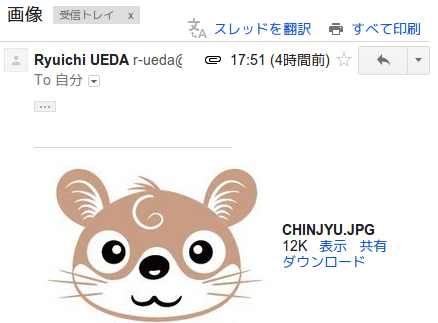 画像 受信トレイ x
スレッドを翻訳 すべて印刷
Ryuichi UEDA r-ueda@ 17:51 (4時間前)
To 自分
CHINJYU.JPG
12K 表示 共有
ダウンロード